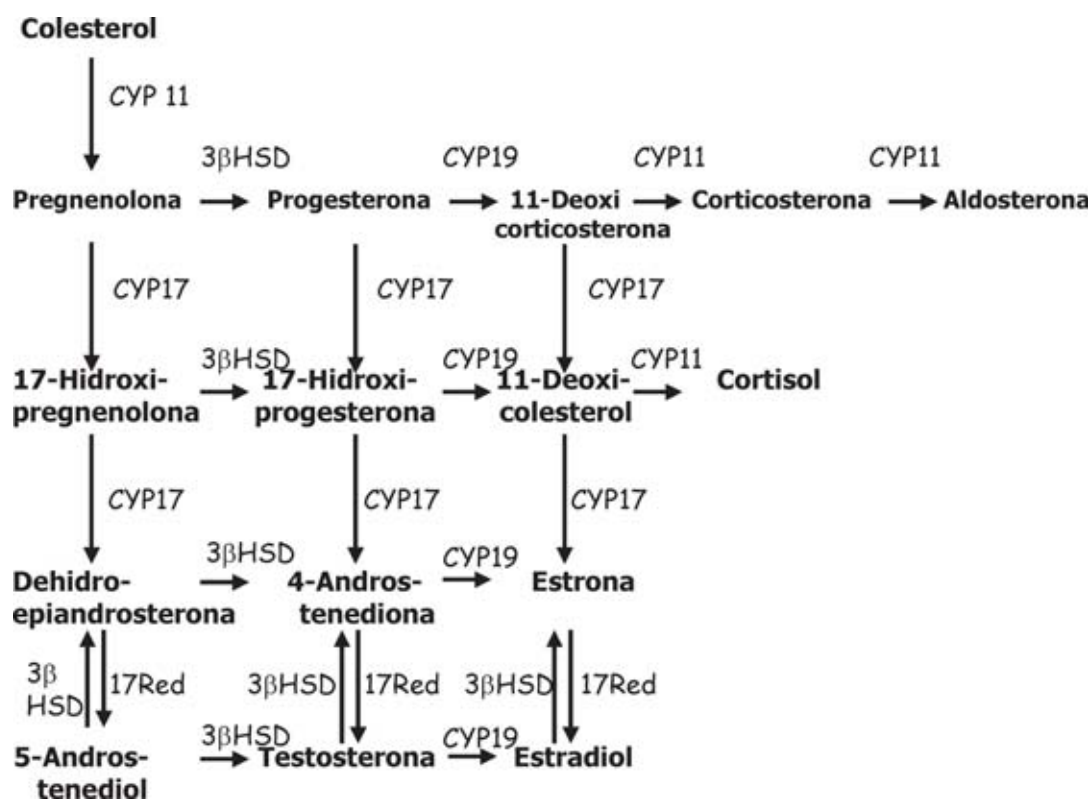 Colesterol
CYP 11
3βHSD
CYP19
CYP11
CYP11
Pregnenolona
Progesterona
11-Deoxi
corticosterona
Corticosterona
Aldosterona
CYP17
CYP17
CYP17
3βHSD
CYP19
CYP11
17-Hidroxi-
pregnenolona
17-Hidroxi-
progesterona
11-Deoxi-
colesterol
Cortisol
CYP17
CYP17
CYP17
3βHSD
CYP19
Dehidro-
epiandrosterona
4-Andros-
tenediona
Estrona
3β
HSD
17Red
3βHSD
17Red
3βHSD
17Red
3βHSD
CYP19
5-Andros-
tenediol
Testosterona
Estradiol